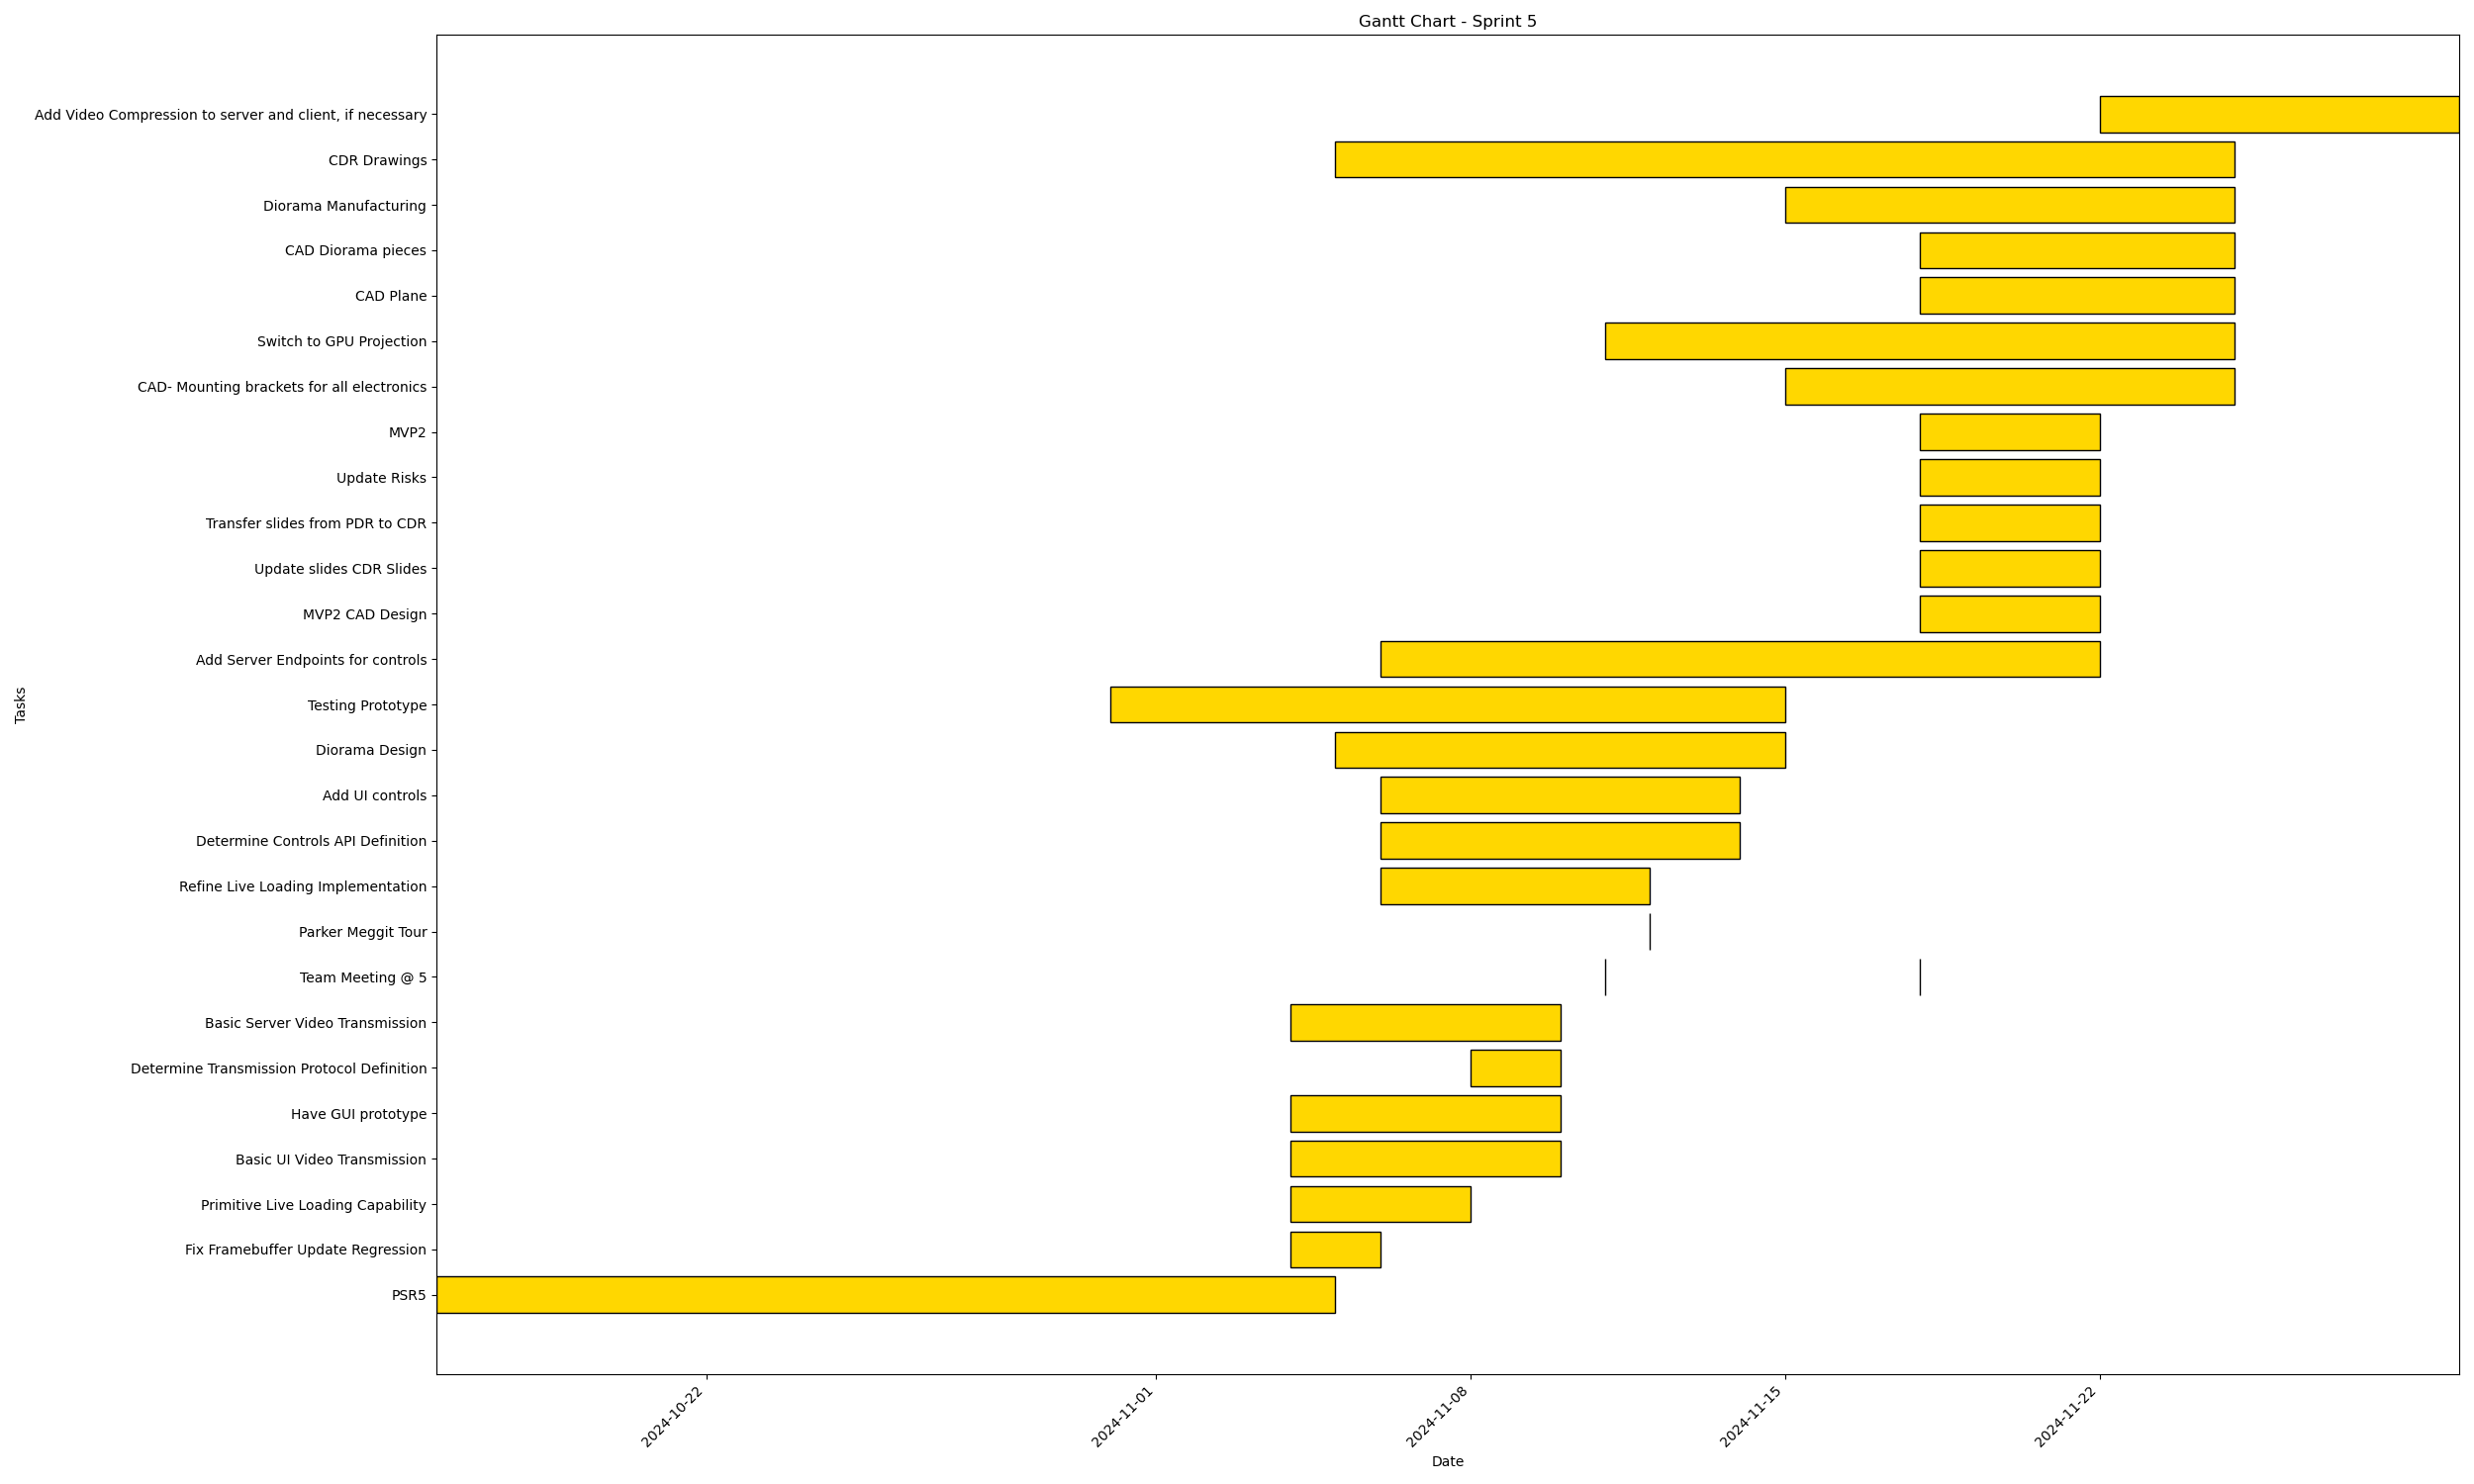 Gantt Chart - Sprint 5
Tasks
Add Video Compression to server and client, if necessary
CDR Drawings
Diorama Manufacturing
CAD Diorama pieces
CAD Plane
Switch to GPU Projection
CAD- Mounting brackets for all electronics
MVP2
Update Risks
Transfer slides from PDR to CDR
Update slides CDR Slides
MVP2 CAD Design
Add Server Endpoints for controls
Testing Prototype
Diorama Design
Add UI controls
Determine Controls API Definition
Refine Live Loading Implementation
Parker Meggit Tour
Team Meeting @ 5
Basic Server Video Transmission
Determine Transmission Protocol Definition
Have GUI prototype
Basic UI Video Transmission
Primitive Live Loading Capability
Fix Framebuffer Update Regression
PSR5
2024-10-22
2024-11-01
2024-11-08
2024-11-15
2024-11-22
Date